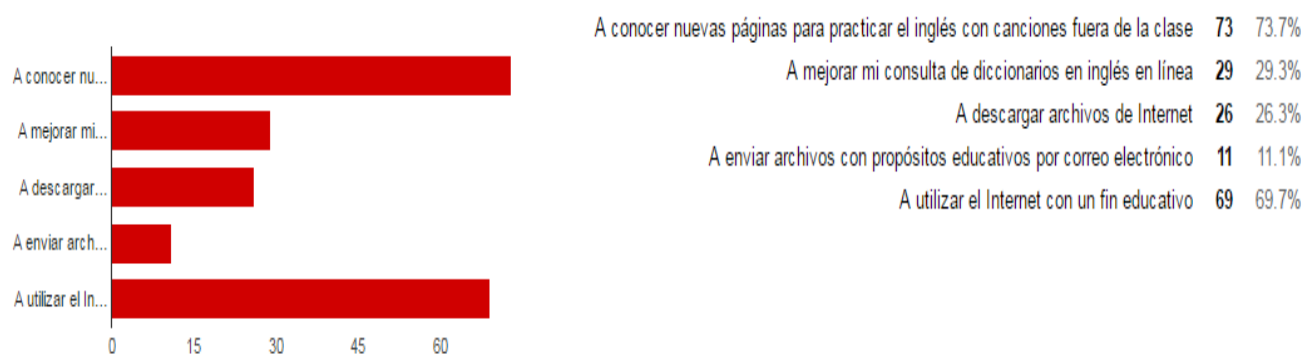 A conocer nu...
A mejorar mi...
A descargar...
A enviar arch...
A utilizar el In...
0 15 30 45 60
A conocer nuevas páginas para practicar el inglés con canciones fuera de la clase 73 73.7%
A mejorar mi consulta de diccionarios en inglés en línea 29 29.3%
A descargar archivos de Internet 26 26.3%
A enviar archivos con propósitos educativos por correo electrónico 11 11.1%
A utilizar el Internet con un fin educativo 69 69.7%